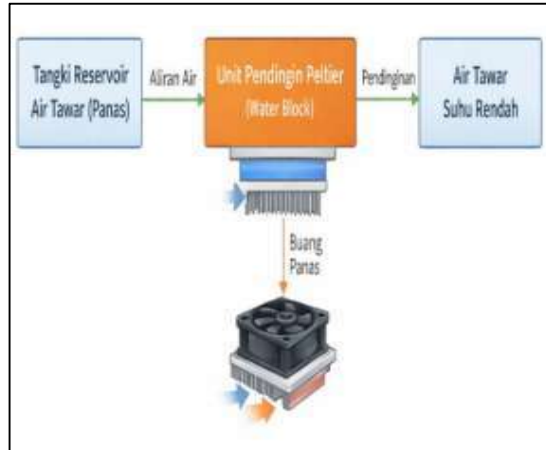 Tangki Reservoir
Air Tawar (Panas)
Aliran Air
Unit Pendingin Peltier
(Water Block)
Pendinginan
Air Tawar
Suhu Rendah
Buang
Panas